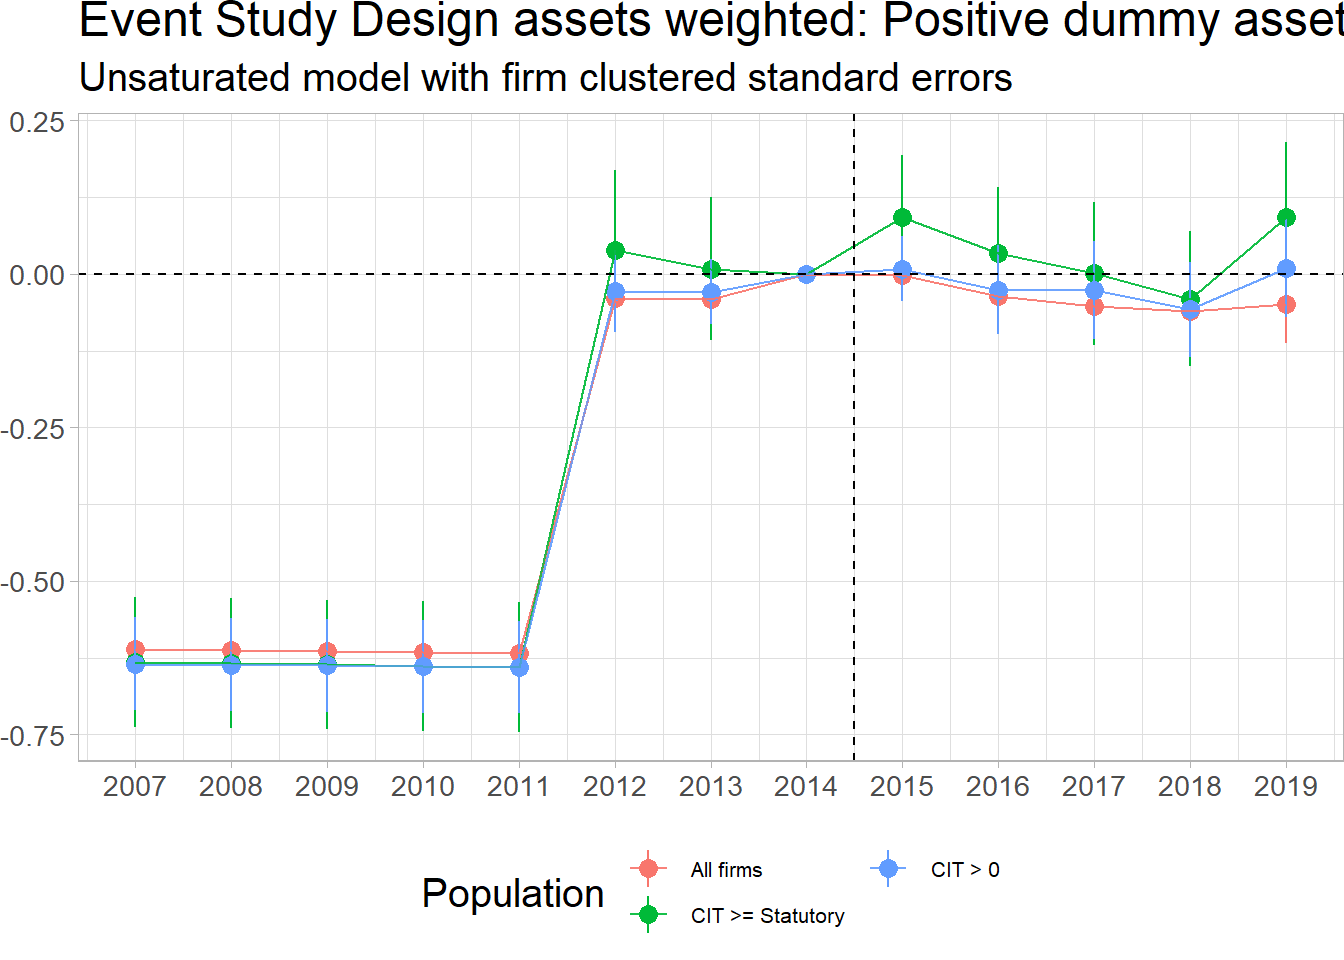 Event Study Design assets weighted: Positive dummy asset
Unsaturated model with firm clustered standard errors
0.25
0.00
-0.25
-0.50
-0.75
2007 2008 2009 2010 2011 2012 2013 2014 2015 2016 2017 2018 2019
Population
All firms
CIT > 0
CIT >= Statutory